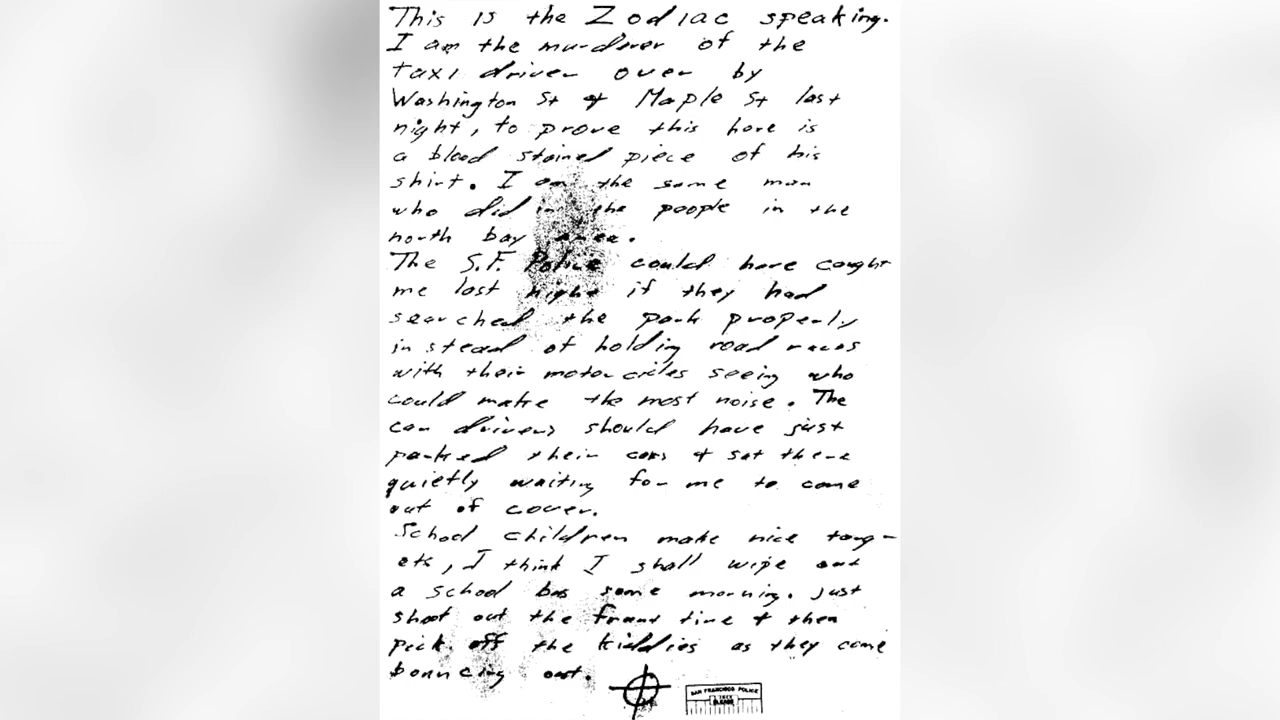 This is the Zodiac speaking.
I am the murderer of the
taxi driver over by
Washington St & Maple St last
night, to prove this here is
a blood stained piece of his
shirt. I am the same man
who did in the people in the
north bay area.
The S.F. Police could have caught
me last night if they had
searched the park properly
instead of holding road races
with their motorcicles seeing who
could make the most noise. The
car drivers should have just
parked their cars & sat there
quietly waiting for me to come
out of cover.
School children make nice targ-
ets, I think I shall wipe out
a school bus some morning. Just
shoot out the front tire & then
pick off the kiddies as they come
bouncing out.
SAN FRANCISCO POLICE